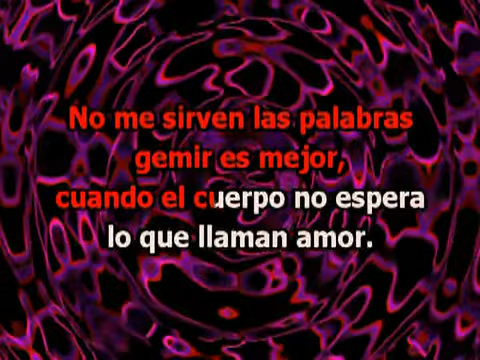 No me sirven las palabras
gemir es mejor,
cuando el cuerpo no espera
lo que llaman amor.